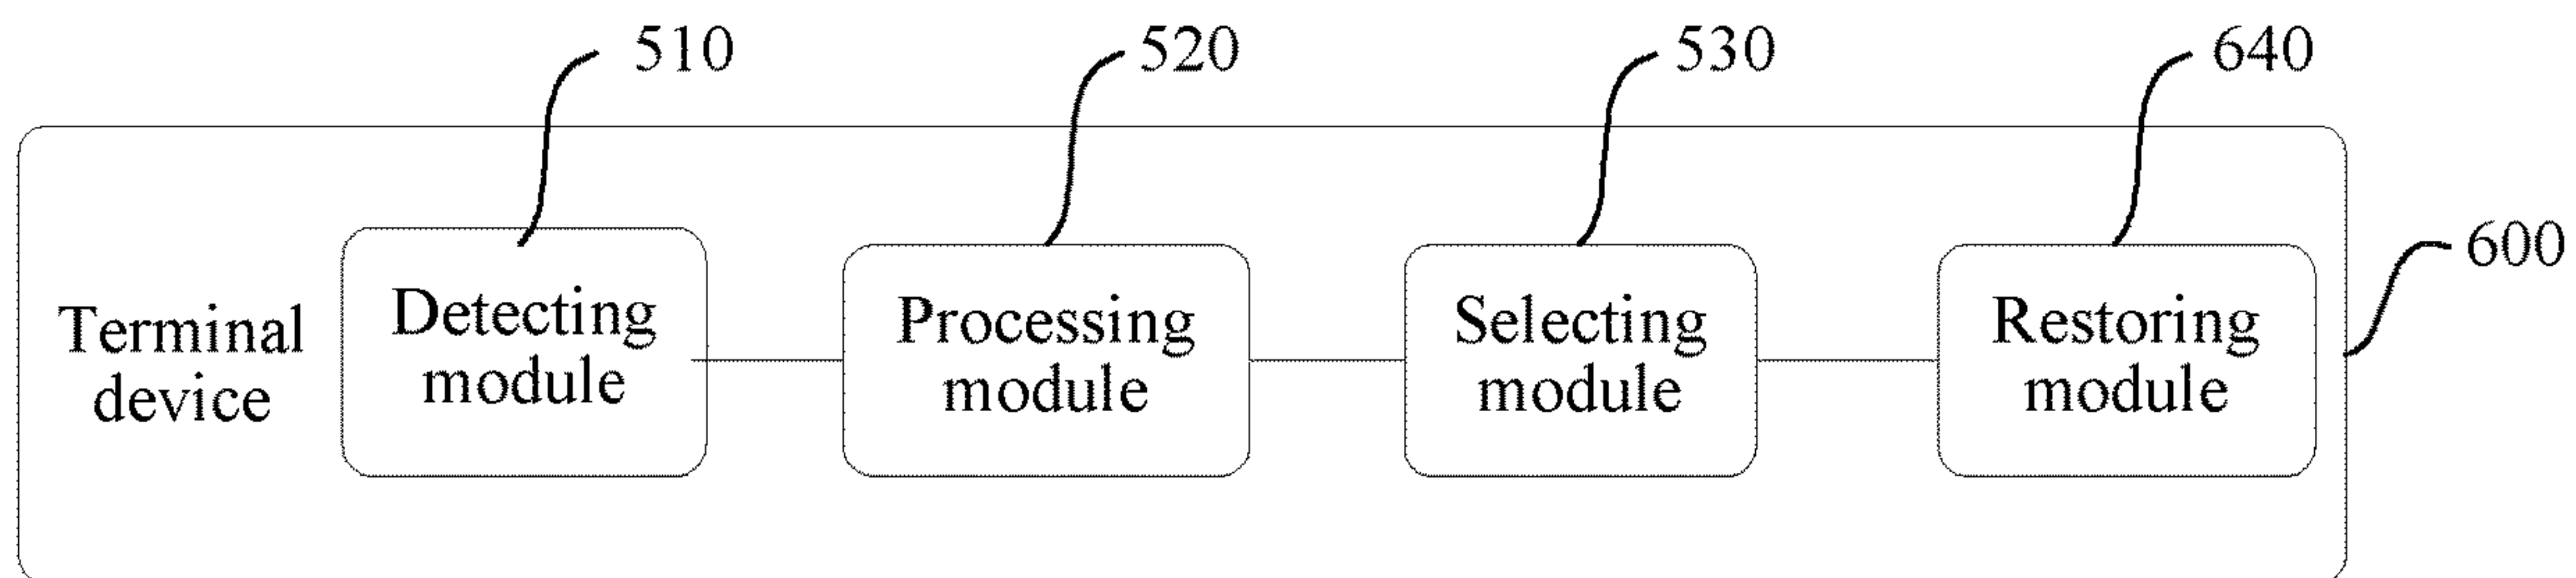 510
520
530
640
600
Terminal
device
Detecting
module
Processing
module
Selecting
module
Restoring
module